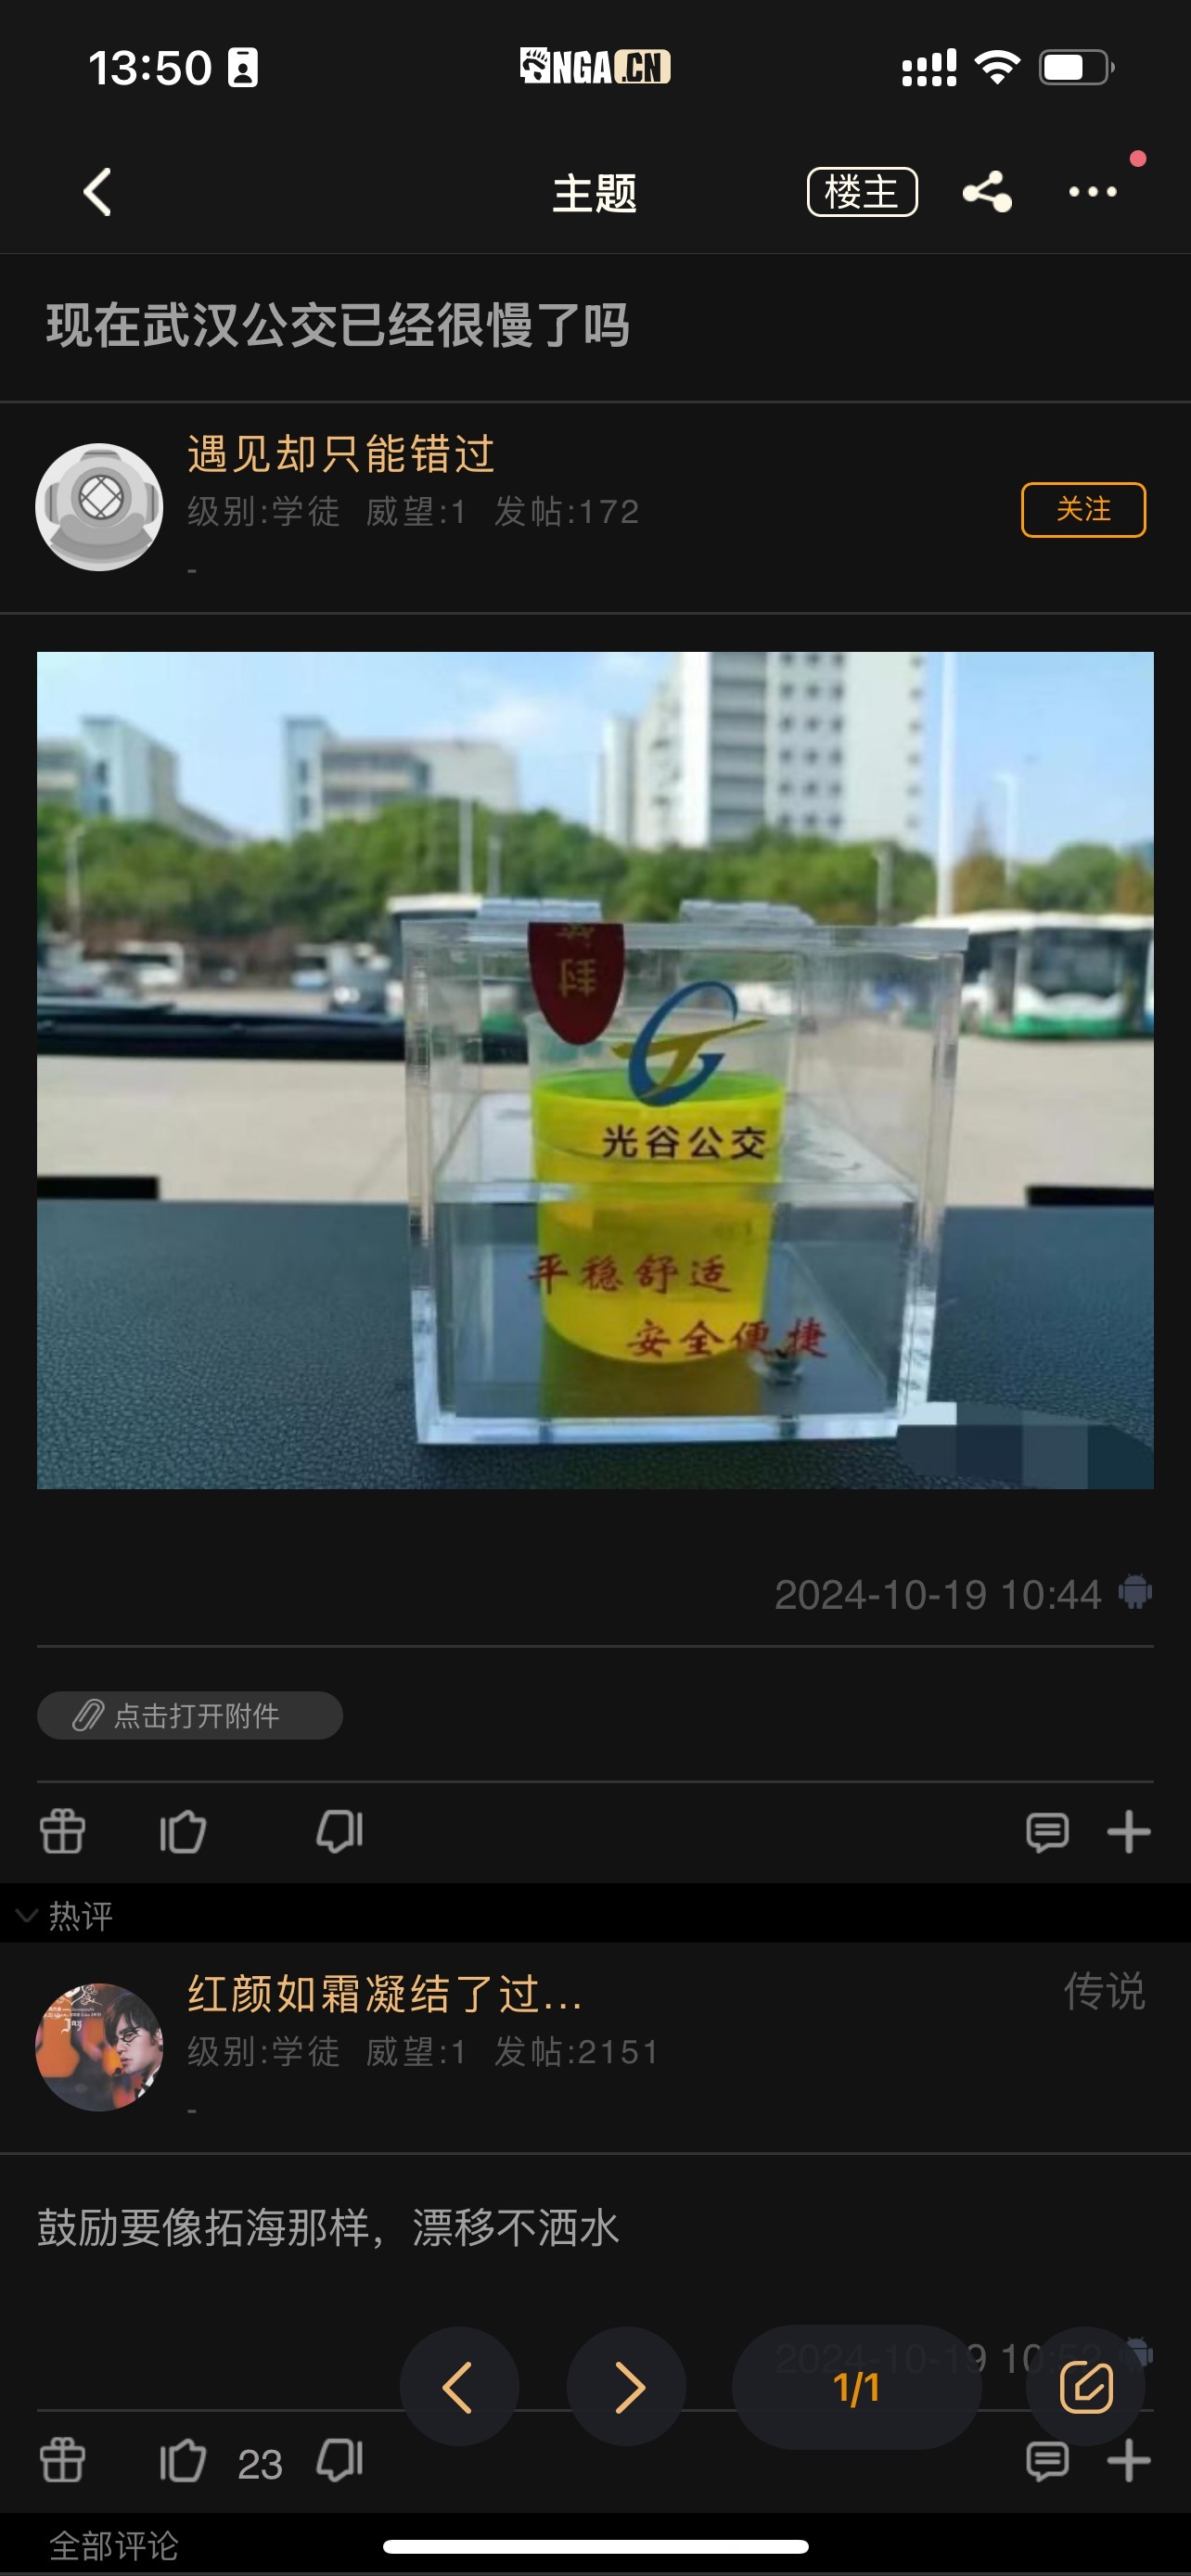 13:50
NGA.CN
主题
楼主
现在武汉公交已经很慢了吗
遇见却只能错过
级别:学徒 威望:1 发帖:172
关注
-
科
光谷公交
平稳舒适
安全便捷
2024-10-19 10:44
点击打开附件
热评
红颜如霜凝结了过...
传说
级别:学徒 威望:1 发帖:2151
-
Jay
鼓励要像拓海那样，漂移不洒水
2024-10-19
1/1
23
全部评论